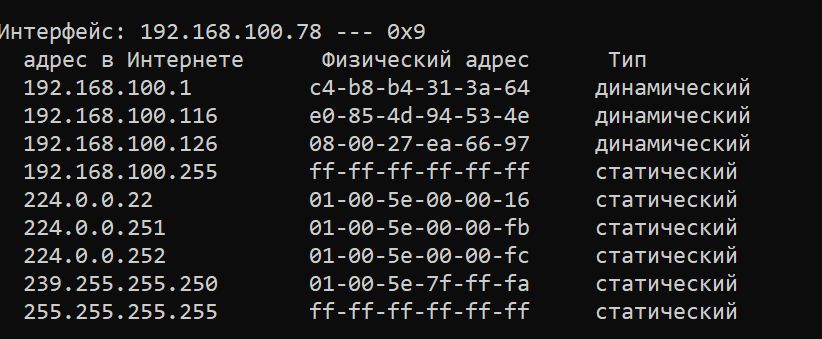 Интерфейс: 192.168.100.78 --- 0x9
адрес в Интернете Физический адрес Тип
192.168.100.1 c4-b8-b4-31-3a-64 динамический
192.168.100.116 e0-85-4d-94-53-4e динамический
192.168.100.126 08-00-27-ea-66-97 динамический
192.168.100.255 ff-ff-ff-ff-ff-ff статический
224.0.0.22 01-00-5e-00-00-16 статический
224.0.0.251 01-00-5e-00-00-fb статический
224.0.0.252 01-00-5e-00-00-fc статический
239.255.255.250 01-00-5e-7f-ff-fa статический
255.255.255.255 ff-ff-ff-ff-ff-ff статический